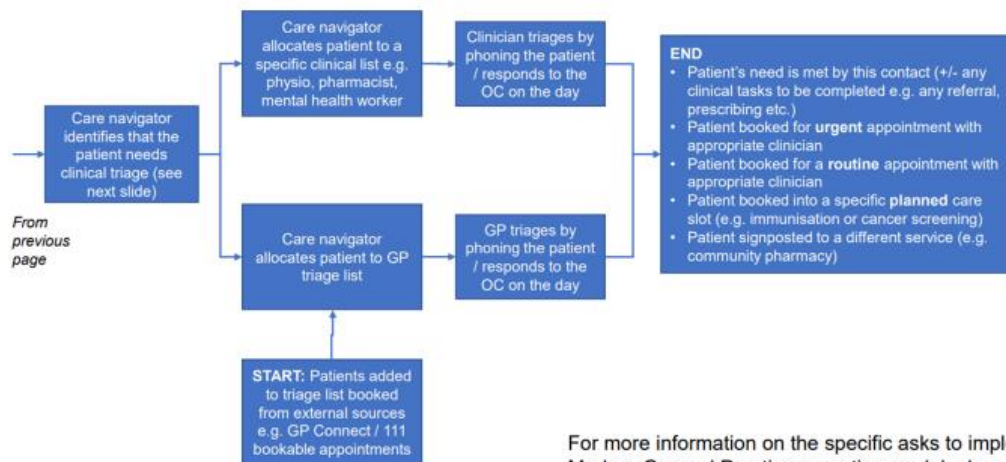 Care navigator
identifies that the
patient needs
clinical triage (see
next slide)
From
previous
page
Care navigator
allocates patient to a
specific clinical list e.g.
physio, pharmacist,
mental health worker
Clinician triages by
phoning the patient
/ responds to the
OC on the day
Care navigator
allocates patient to GP
triage list
GP triages by
phoning the patient
/ responds to the
OC on the day
START: Patients added
to triage list booked
from external sources
e.g. GP Connect / 111
bookable appointments
END
• Patient's need is met by this contact (+/- any
clinical tasks to be completed e.g. any referral,
prescribing etc.)
• Patient booked for urgent appointment with
appropriate clinician
• Patient booked for a routine appointment with
appropriate clinician
• Patient booked into a specific planned care
slot (e.g. immunisation or cancer screening)
• Patient signposted to a different service (e.g.
community pharmacy)
For more information on the specific asks to